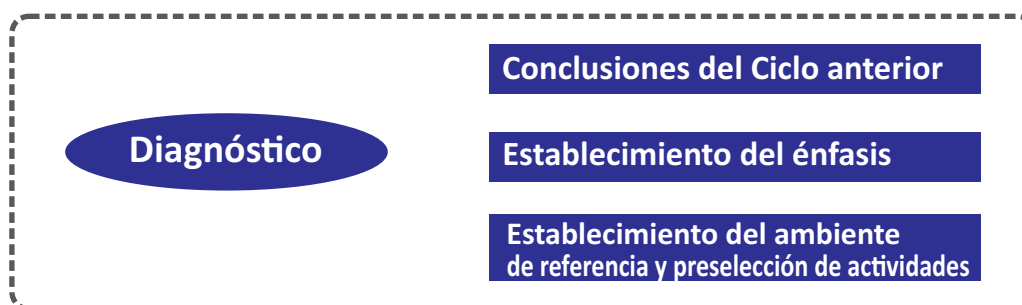 Diagnóstico
Conclusiones del Ciclo anterior
Establecimiento del énfasis
Establecimiento del ambiente
de referencia y preselección de actividades